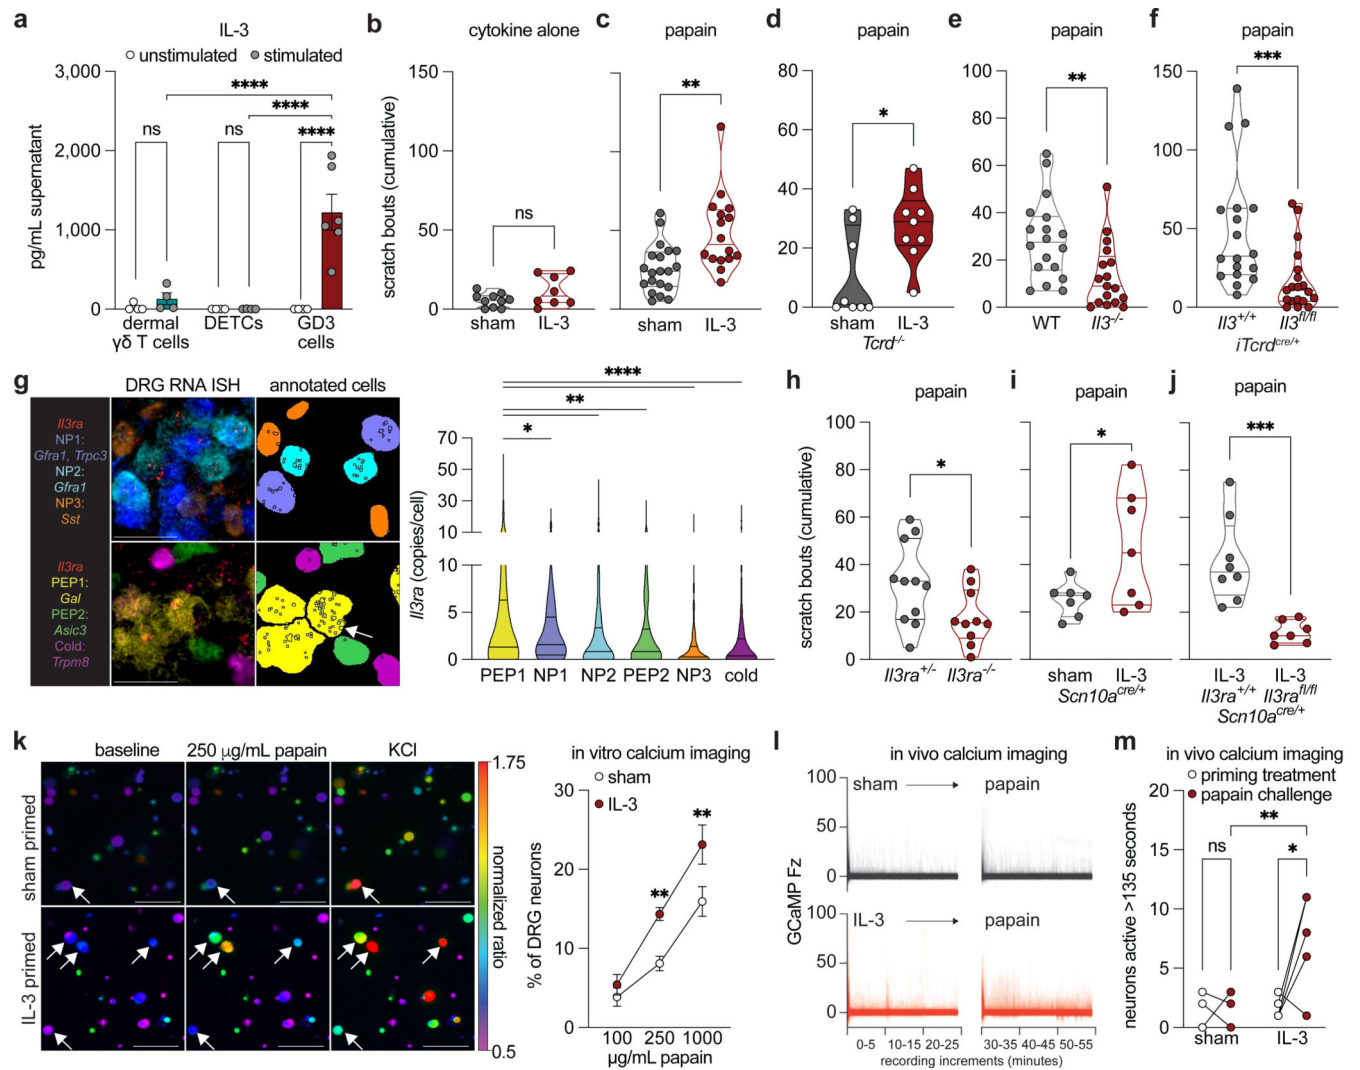 a
IL-3
unstimulated stimulated
pg/mL supernatant
3,000
2,000
1,000
0
ns
ns
****
****
****
dermal
γδ T cells
DETCs
GD3
cells
b
cytokine alone
scratch bouts (cumulative)
150
100
50
0
ns
sham
IL-3
c
papain
**
sham
IL-3
d
papain
80
60
40
20
0
*
sham
IL-3
Tcrd-/-
e
papain
100
80
60
40
20
0
**
WT
Il3-/-
f
papain
150
100
50
0
***
Il3+/+
Il3fl/fl
iTcrdcre/+
g
DRG RNA ISH
annotated cells
Il3ra
NP1:
Gfra1, Trpc3
NP2:
Gfra1
NP3:
Sst
Il3ra
PEP1:
Gal
PEP2:
Asic3
Cold:
Trpm8
****
**
*
Il3ra (copies/cell)
70
50
30
10
10
5
0
PEP1 NP1 NP2 PEP2 NP3 cold
h
papain
scratch bouts (cumulative)
100
80
60
40
20
0
*
Il3ra+/-
Il3ra-/-
i
papain
*
sham
IL-3
Scn10acre/+
j
papain
***
IL-3
IL-3
Il3ra+/+
Il3rafl/fl
Scn10acre/+
k
baseline
250 μg/mL papain
KCl
sham primed
IL-3 primed
1.75
normalized ratio
0.5
in vitro calcium imaging
sham
IL-3
% of DRG neurons
30
20
10
0
**
**
100
250
1000
μg/mL papain
l
in vivo calcium imaging
GCaMP Fz
100
50
0
sham
papain
100
50
0
IL-3
papain
0-5 10-15 20-25
30-35 40-45 50-55
recording increments (minutes)
m
in vivo calcium imaging
priming treatment
papain challenge
neurons active >135 seconds
20
15
10
5
0
**
ns
*
sham
IL-3